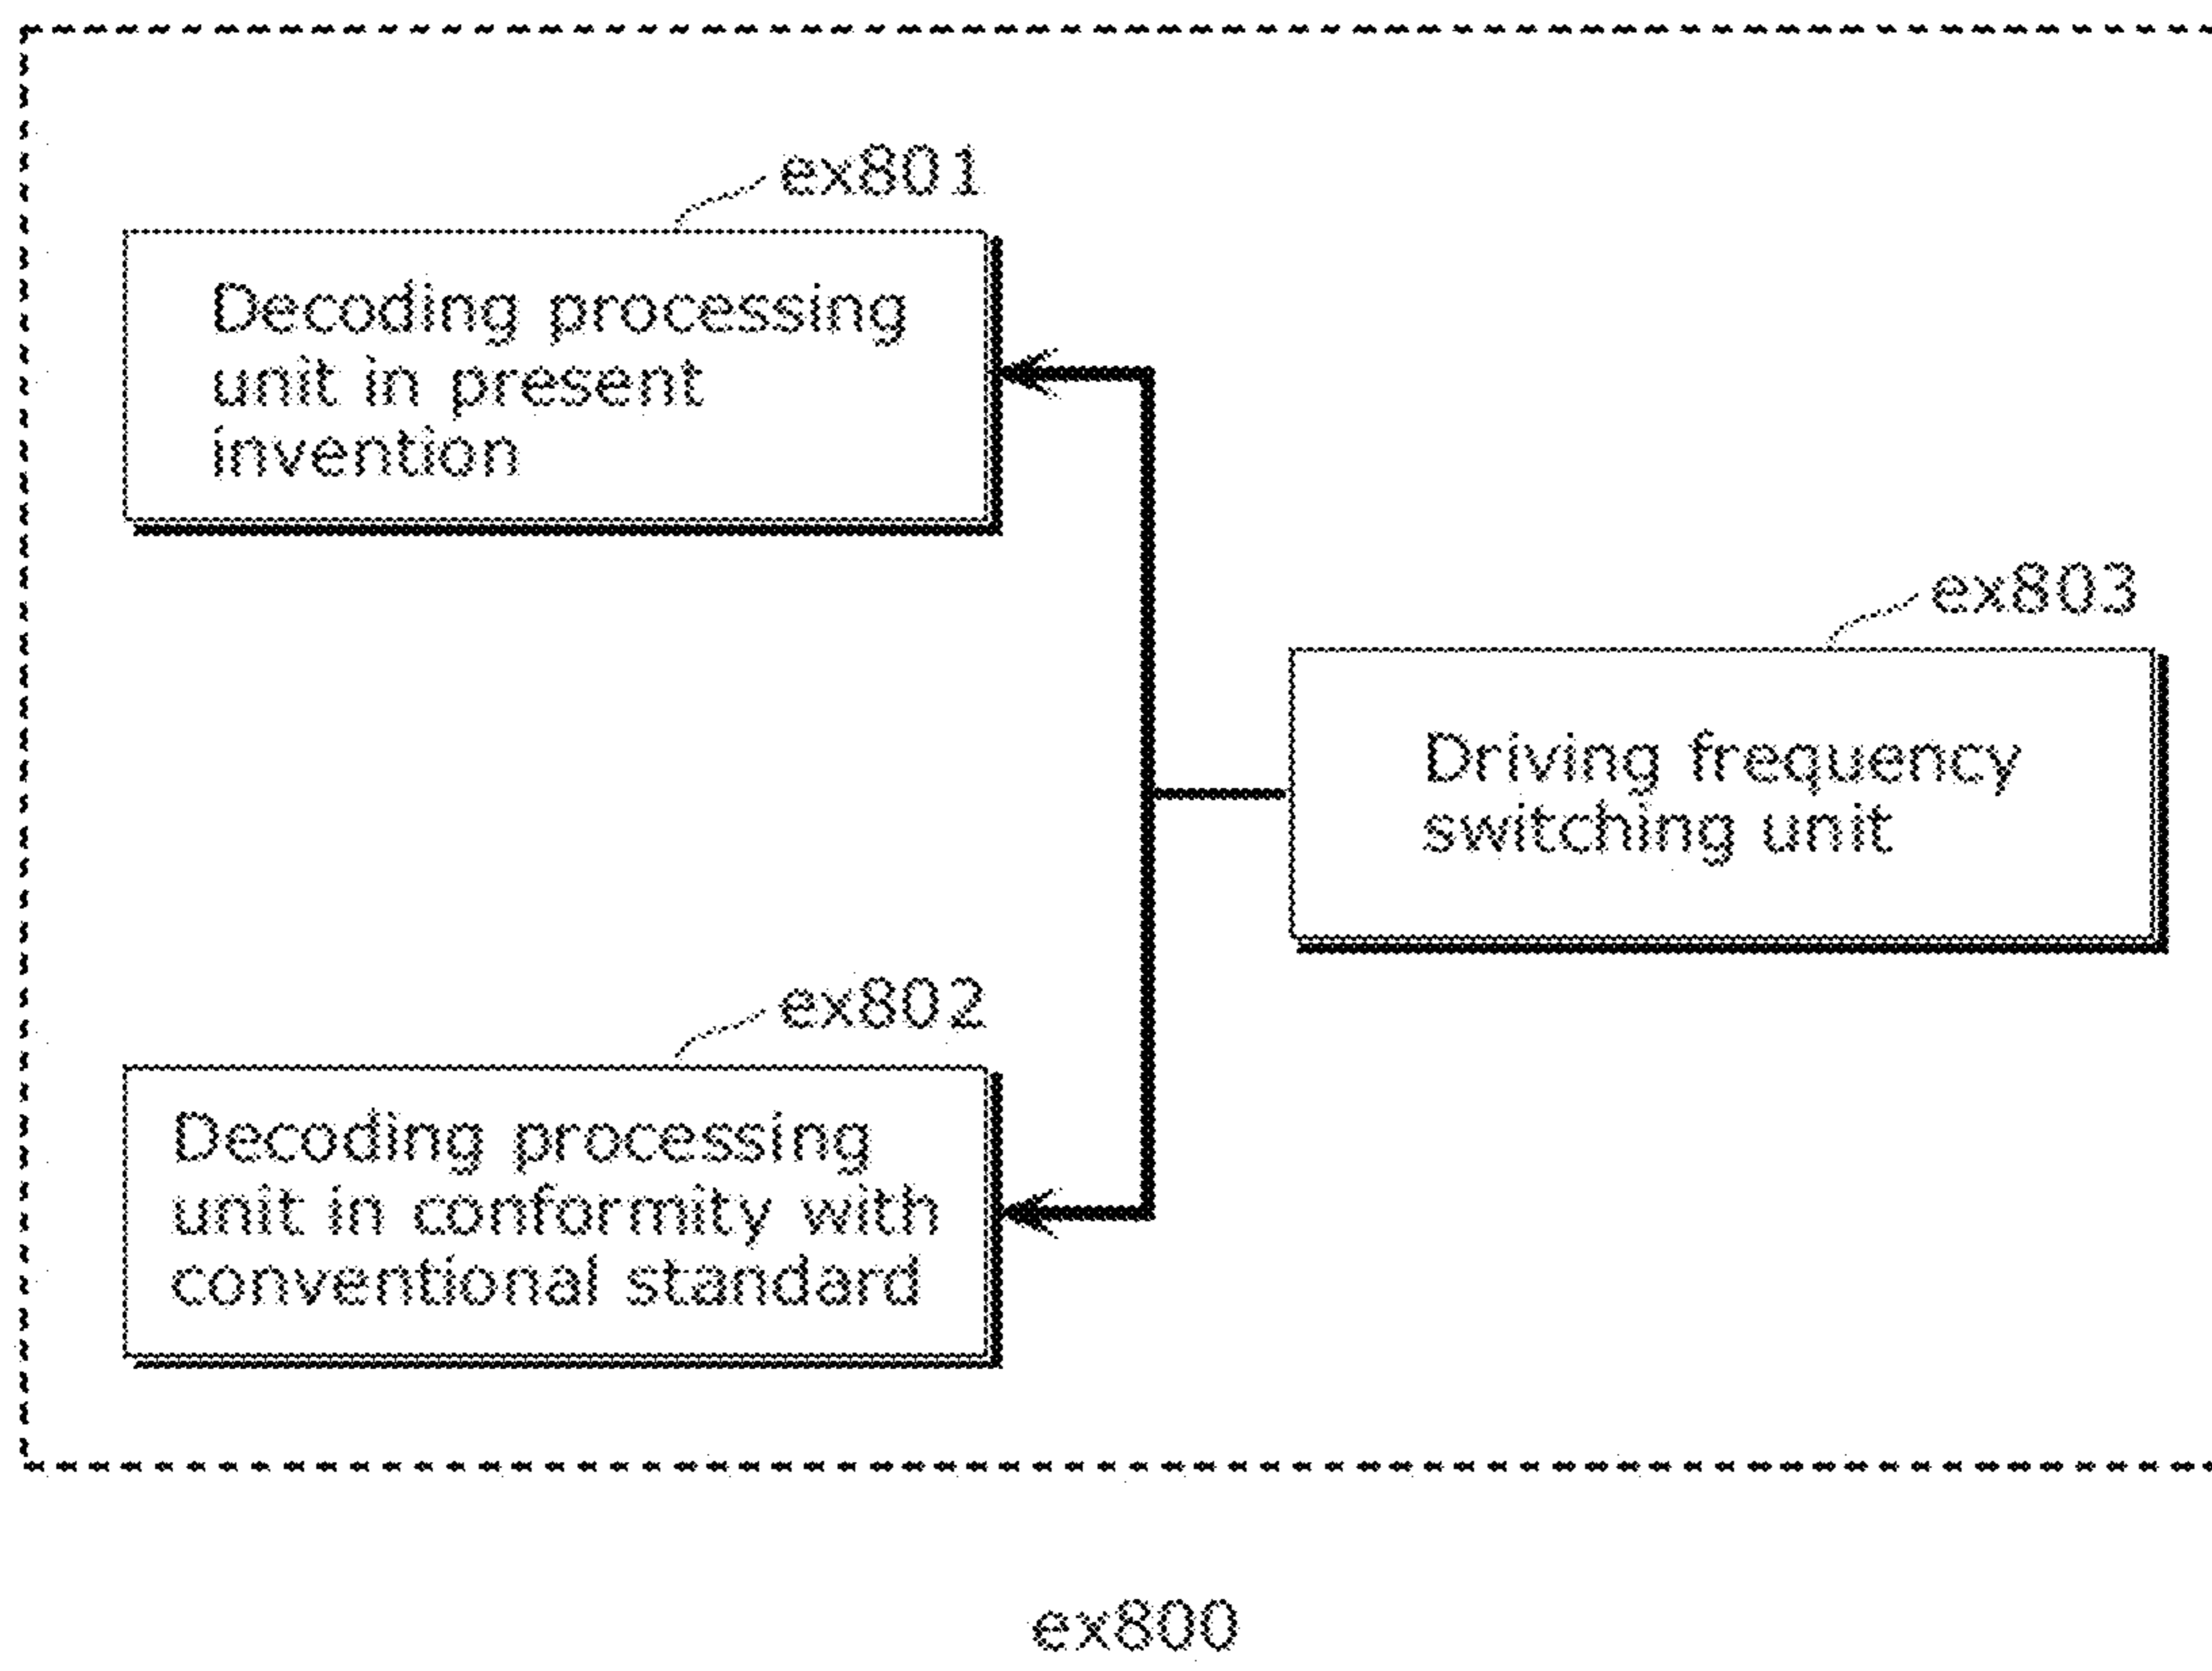 ex801
Decoding processing
unit in present
invention
ex803
Driving frequency
switching unit
ex802
Decoding processing
unit in conformity with
conventional standard
ex800